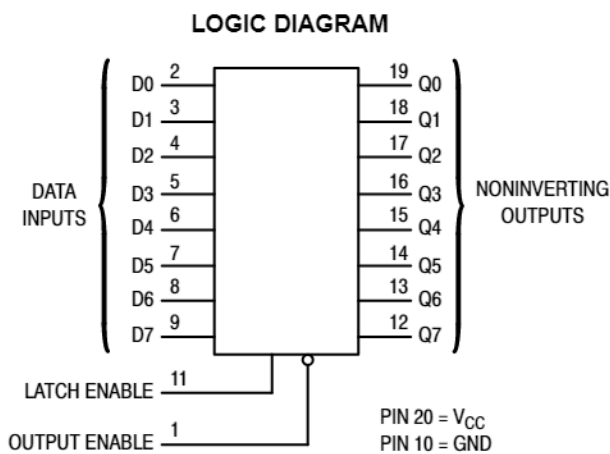 LOGIC DIAGRAM
D0 2 19 Q0
D1 3 18 Q1
D2 4 17 Q2
D3 5 16 Q3
D4 6 15 Q4
D5 7 14 Q5
D6 8 13 Q6
D7 9 12 Q7
DATA
INPUTS
NONINVERTING
OUTPUTS
LATCH ENABLE 11
OUTPUT ENABLE 1
PIN 20 = VCC
PIN 10 = GND